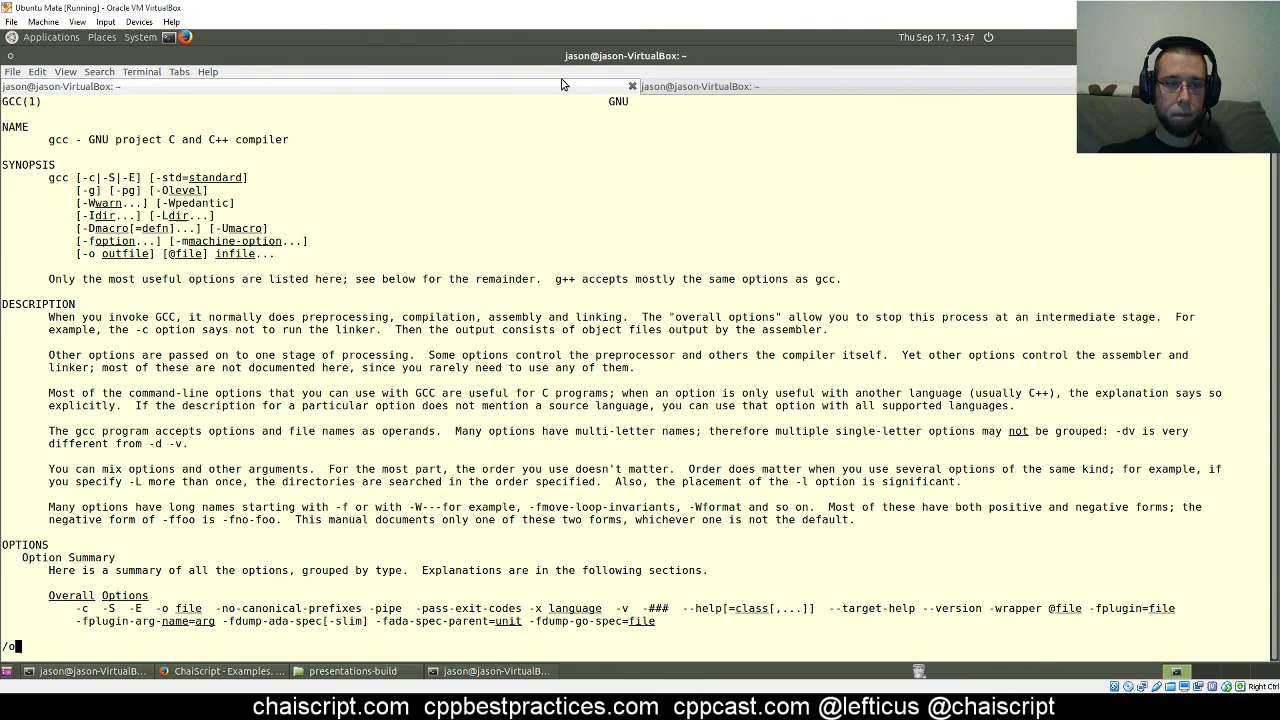 Ubuntu Mate [Running] - Oracle VM VirtualBox
File Machine View Input Devices Help
Applications Places System Thu Sep 17, 13:47
jason@jason-VirtualBox: ~
File Edit View Search Terminal Tabs Help
jason@jason-VirtualBox: ~ jason@jason-VirtualBox: ~
GCC(1) GNU
NAME
gcc - GNU project C and C++ compiler
SYNOPSIS
gcc [-c|-S|-E] [-std=standard]
[-g] [-pg] [-Olevel]
[-Wwarn...] [-Wpedantic]
[-Idir...] [-Ldir...]
[-Dmacro[=defn]...] [-Umacro]
[-foption...] [-mmachine-option...]
[-o outfile] [@file] infile...
Only the most useful options are listed here; see below for the remainder. g++ accepts mostly the same options as gcc.
DESCRIPTION
When you invoke GCC, it normally does preprocessing, compilation, assembly and linking. The "overall options" allow you to stop this process at an intermediate stage. For
example, the -c option says not to run the linker. Then the output consists of object files output by the assembler.
Other options are passed on to one stage of processing. Some options control the preprocessor and others the compiler itself. Yet other options control the assembler and
linker; most of these are not documented here, since you rarely need to use any of them.
Most of the command-line options that you can use with GCC are useful for C programs; when an option is only useful with another language (usually C++), the explanation says so
explicitly. If the description for a particular option does not mention a source language, you can use that option with all supported languages.
The gcc program accepts options and file names as operands. Many options have multi-letter names; therefore multiple single-letter options may not be grouped: -dv is very
different from -d -v.
You can mix options and other arguments. For the most part, the order you use doesn't matter. Order does matter when you use several options of the same kind; for example, if
you specify -L more than once, the directories are searched in the order specified. Also, the placement of the -l option is significant.
Many options have long names starting with -f or with -W---for example, -fmove-loop-invariants, -Wformat and so on. Most of these have both positive and negative forms; the
negative form of -ffoo is -fno-foo. This manual documents only one of these two forms, whichever one is not the default.
OPTIONS
Option Summary
Here is a summary of all the options, grouped by type. Explanations are in the following sections.
Overall Options
-c -S -E -o file -no-canonical-prefixes -pipe -pass-exit-codes -x language -v -### --help[=class[,...]] --target-help --version -wrapper @file -fplugin=file
-fplugin-arg-name=arg -fdump-ada-spec[-slim] -fada-spec-parent=unit -fdump-go-spec=file
/o
jason@jason-VirtualB... ChaiScript - Examples. ... presentations-build jason@jason-VirtualB...
Right Ctrl
chaiscript.com cppbestpractices.com cppcast.com @lefticus @chaiscript